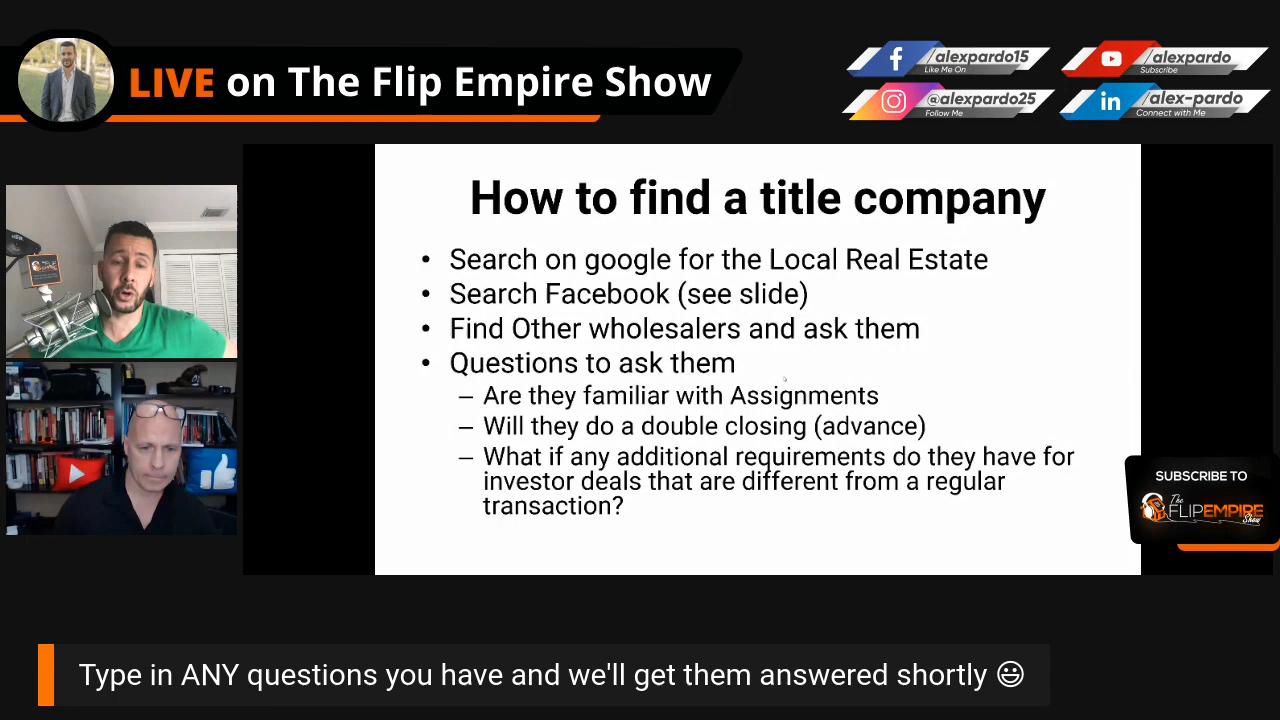 LIVE on The Flip Empire Show
/alexpardo15
Like Me On
/alexpardo
Subscribe
@alexpardo25
Follow Me
/alex-pardo
Connect with Me
How to find a title company
• Search on google for the Local Real Estate
• Search Facebook (see slide)
• Find Other wholesalers and ask them
• Questions to ask them
– Are they familiar with Assignments
– Will they do a double closing (advance)
– What if any additional requirements do they have for
investor deals that are different from a regular
transaction?
SUBSCRIBE TO
The
FLIPEMPIRE
Show
Type in ANY questions you have and we'll get them answered shortly 😃